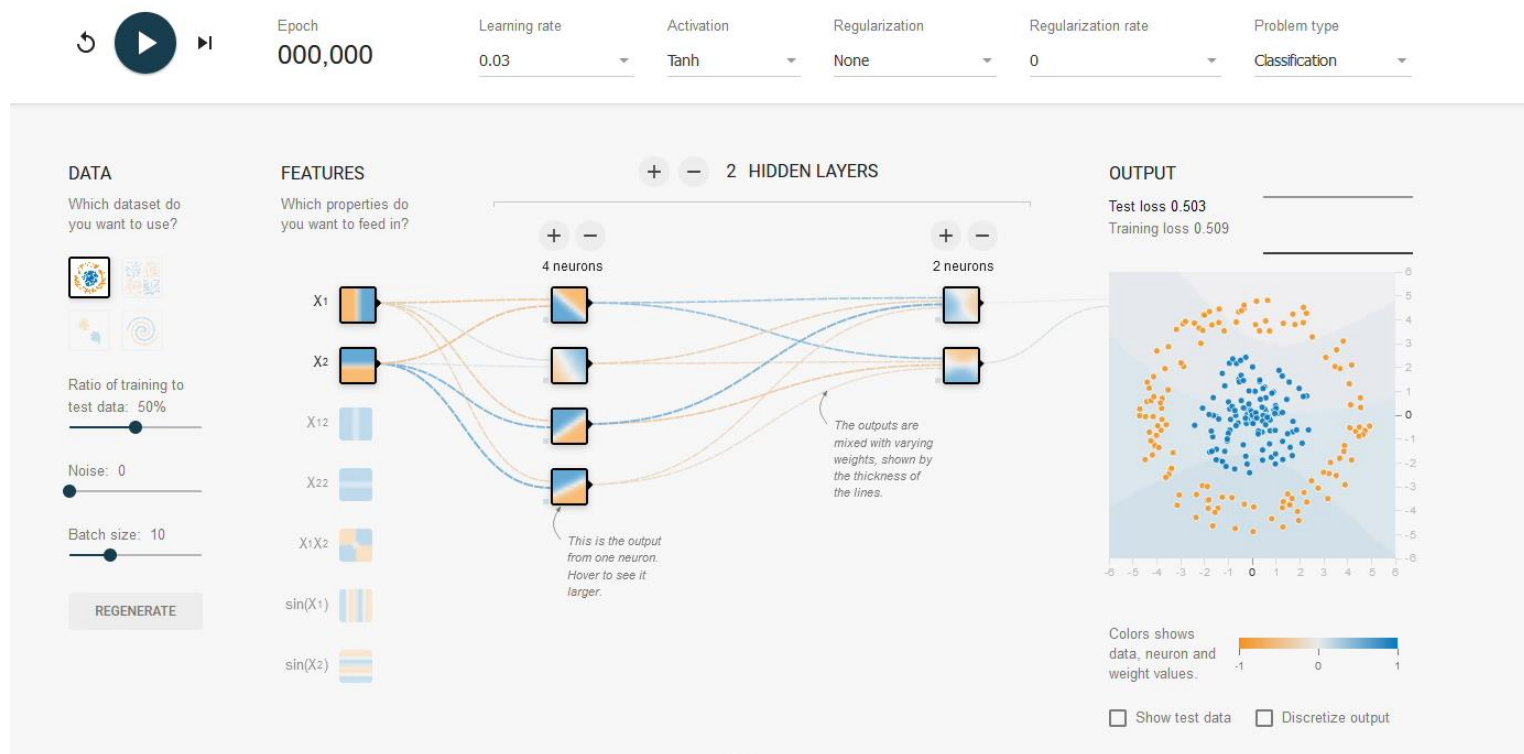 Epoch
000,000
Learning rate
0.03
Activation
Tanh
Regularization
None
Regularization rate
0
Problem type
Classification
DATA
Which dataset do
you want to use?
Ratio of training to
test data: 50%
Noise: 0
Batch size: 10
REGENERATE
FEATURES
Which properties do
you want to feed in?
X1
X2
X12
X22
X1X2
sin(X1)
sin(X2)
+ − 2 HIDDEN LAYERS
+ −
4 neurons
+ −
2 neurons
This is the output
from one neuron.
Hover to see it
larger.
The outputs are
mixed with varying
weights, shown by
the thickness of
the lines.
OUTPUT
Test loss 0.503
Training loss 0.509
6
5
4
3
2
1
0
-1
-2
-3
-4
-5
-6
-6 -5 -4 -3 -2 -1 0 1 2 3 4 5 6
Colors shows
data, neuron and
weight values.
-1 0 1
Show test data
Discretize output